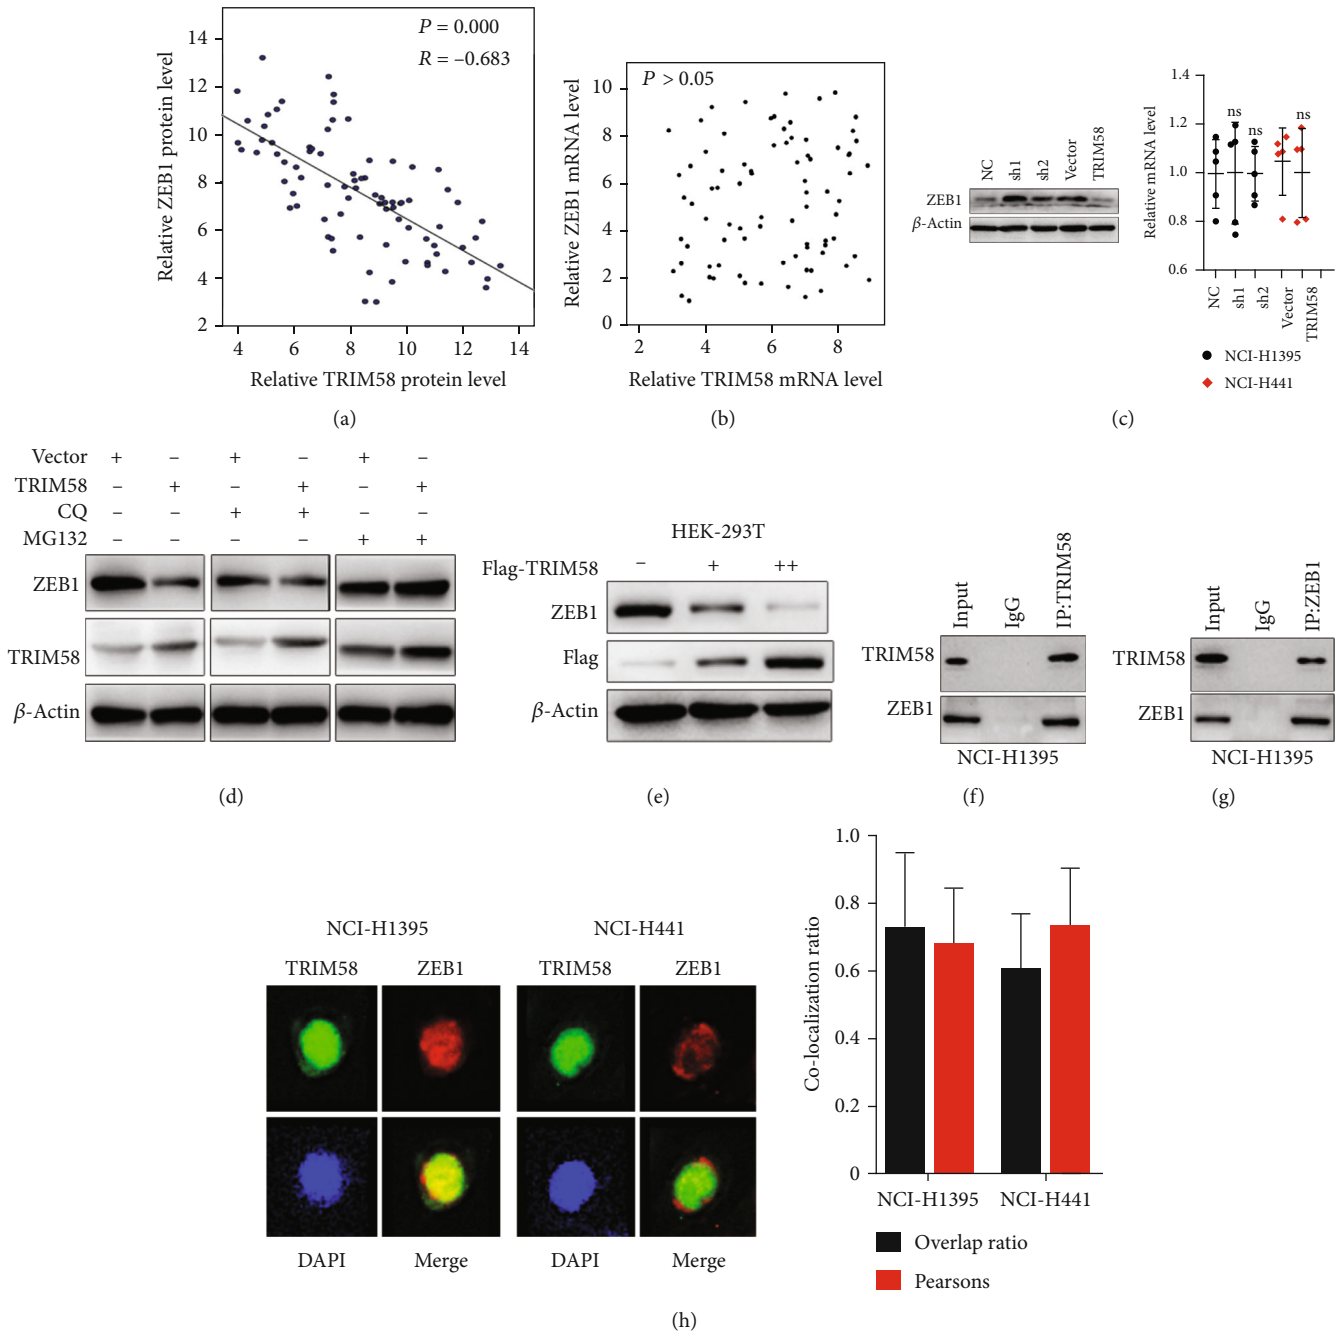 P = 0.000
R = –0.683
14
12
10
8
6
4
2
4 6 8 10 12 14
Relative ZEB1 protein level
Relative TRIM58 protein level
(a)
P > 0.05
10
8
6
4
2
0
2 4 6 8
Relative ZEB1 mRNA level
Relative TRIM58 mRNA level
(b)
NC sh1 sh2 Vector TRIM58
ZEB1
β-Actin
1.4
1.2
1.0
0.8
0.6
Relative mRNA level
ns ns ns
NC sh1 sh2 Vector TRIM58
NCI-H1395
NCI-H441
(c)
Vector + – + – + –
TRIM58 – + – + – +
CQ – – + + – –
MG132 – – – – + +
ZEB1
TRIM58
β-Actin
(d)
HEK-293T
Flag-TRIM58 – + ++
ZEB1
Flag
β-Actin
(e)
Input IgG IP:TRIM58
TRIM58
ZEB1
NCI-H1395
(f)
Input IgG IP:ZEB1
TRIM58
ZEB1
NCI-H1395
(g)
NCI-H1395 NCI-H441
TRIM58 ZEB1 TRIM58 ZEB1
DAPI Merge DAPI Merge
1.0
0.8
0.6
0.4
0.2
0
Co-localization ratio
NCI-H1395 NCI-H441
Overlap ratio
Pearsons
(h)